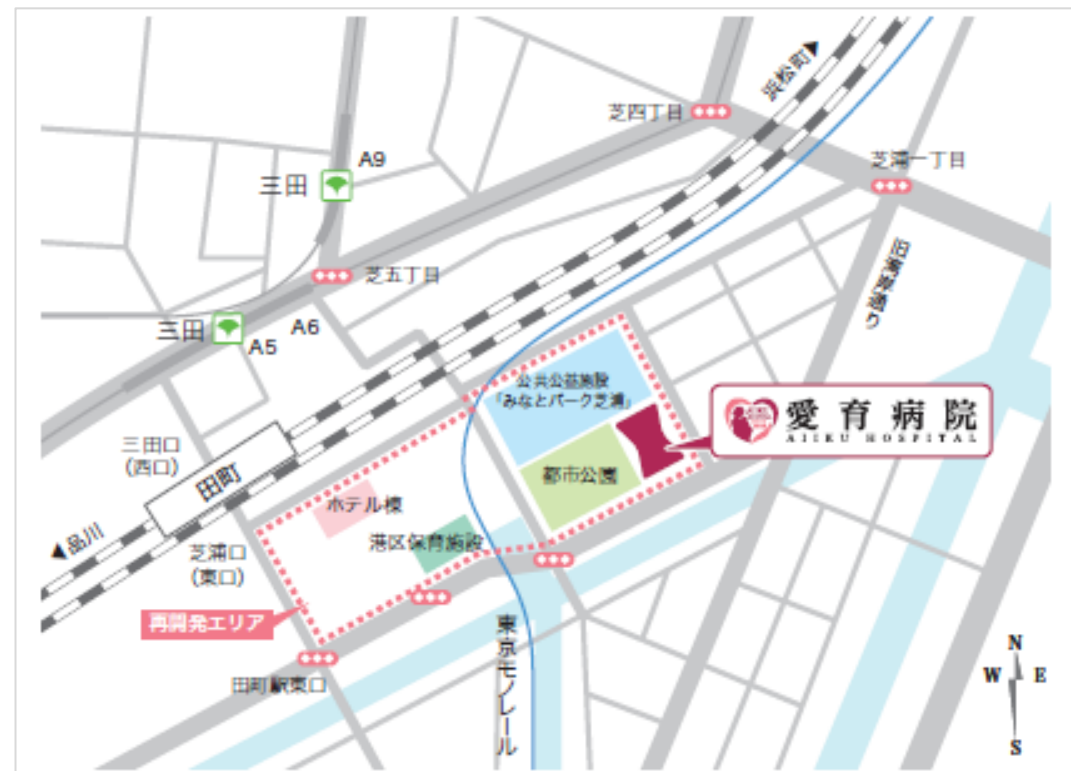 浜松町▶
芝四丁目
芝浦一丁目
A9
三田
旧海岸通り
芝五丁目
三田
A6
A5
公共公益施設
「みなとパーク芝浦」
愛育病院
AIIKU HOSPITAL
三田口
(西口)
田町
都市公園
ホテル棟
◀品川
港区保育施設
芝浦口
(東口)
再開発エリア
東京モノレール
田町駅東口
N
W E
S